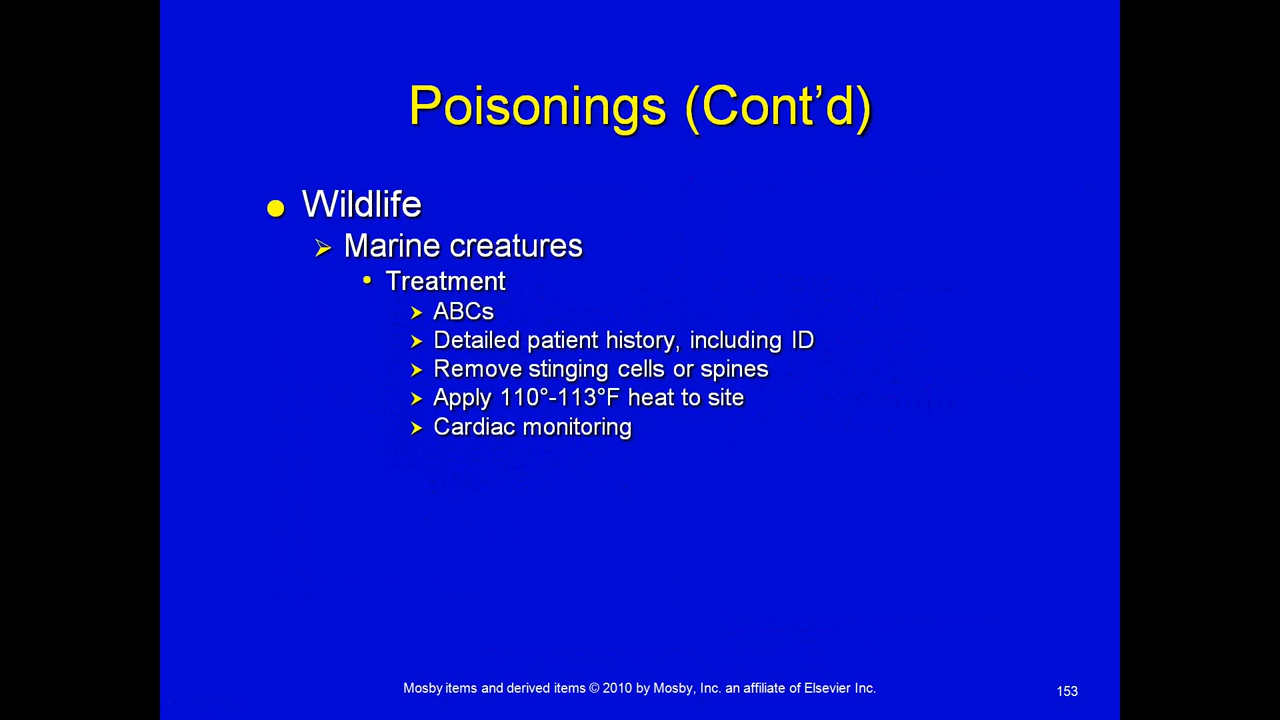 Poisonings (Cont’d)
Wildlife
Marine creatures
Treatment
ABCs
Detailed patient history, including ID
Remove stinging cells or spines
Apply 110°-113°F heat to site
Cardiac monitoring
Mosby items and derived items © 2010 by Mosby, Inc. an affiliate of Elsevier Inc.
153